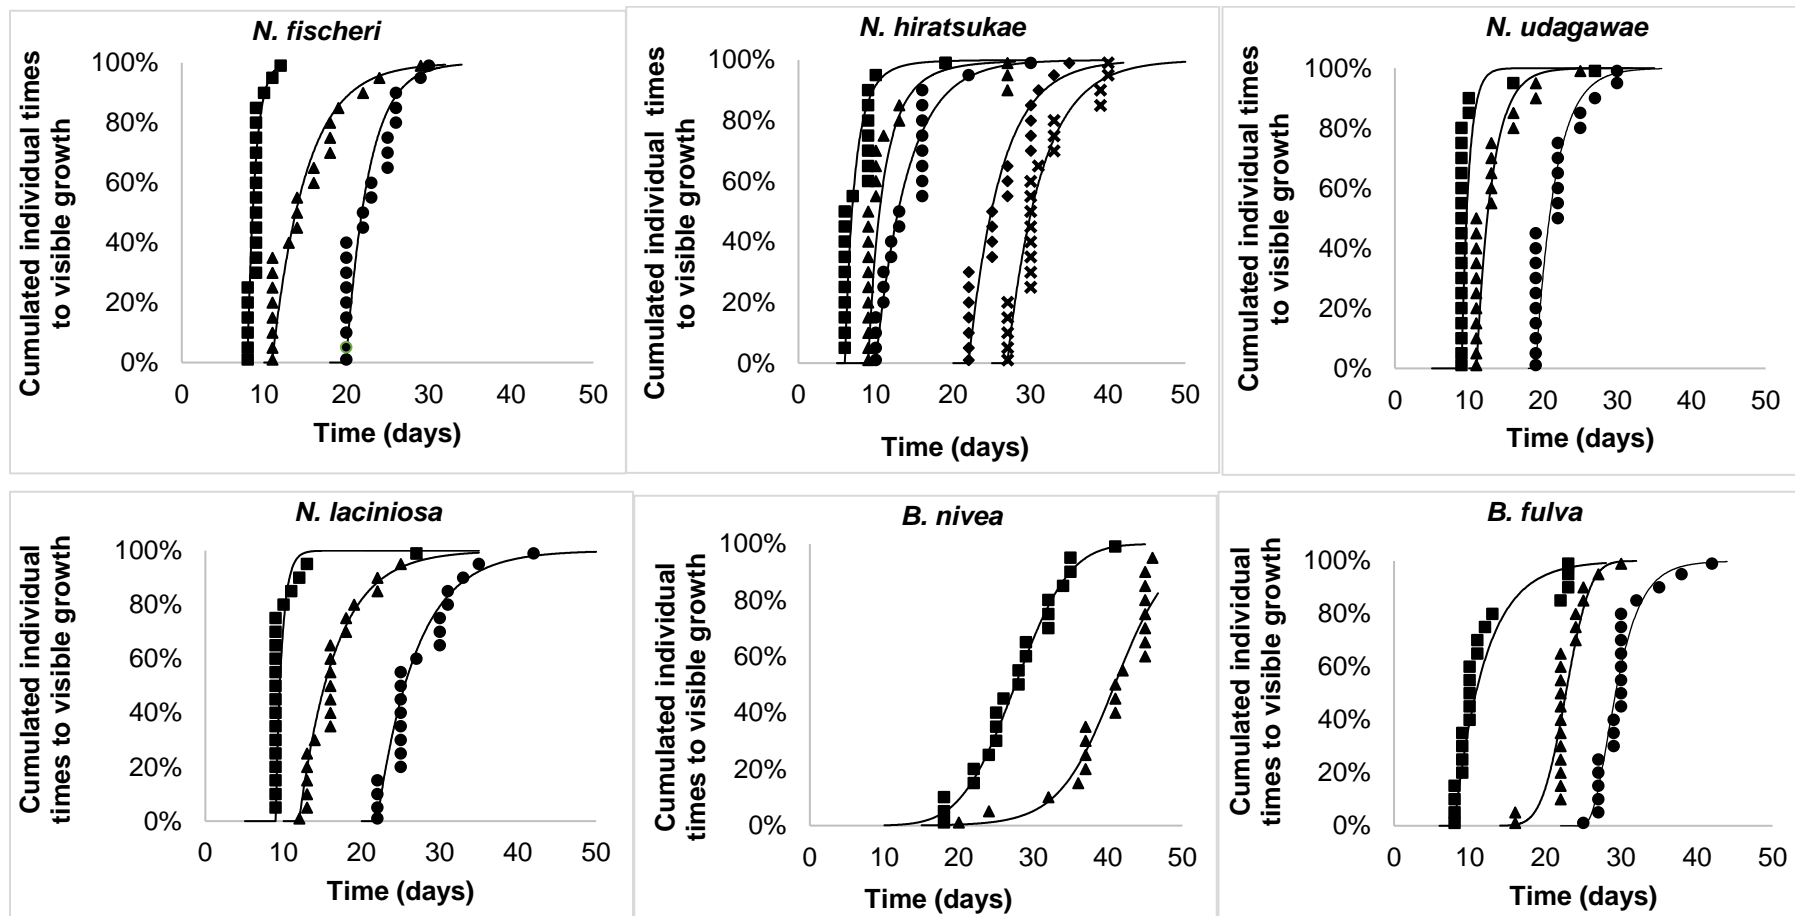 N. fischeri
Cumulated individual times
to visible growth
100%
80%
60%
40%
20%
0%
0 10 20 30 40 50
Time (days)
N. hiratsukae
Cumulated individual times
to visible growth
100%
80%
60%
40%
20%
0%
0 10 20 30 40 50
Time (days)
N. udagawae
Cumulated individual times
to visible growth
100%
80%
60%
40%
20%
0%
0 10 20 30 40 50
Time (days)
N. laciniosa
Cumulated individual
times to visible growth
100%
80%
60%
40%
20%
0%
0 10 20 30 40 50
Time (days)
B. nivea
Cumulated individual
times to visible growth
100%
80%
60%
40%
20%
0%
0 20 40
Time (days)
B. fulva
Cumulated individual
times to visible growth
100%
80%
60%
40%
20%
0%
0 10 20 30 40 50
Time (days)